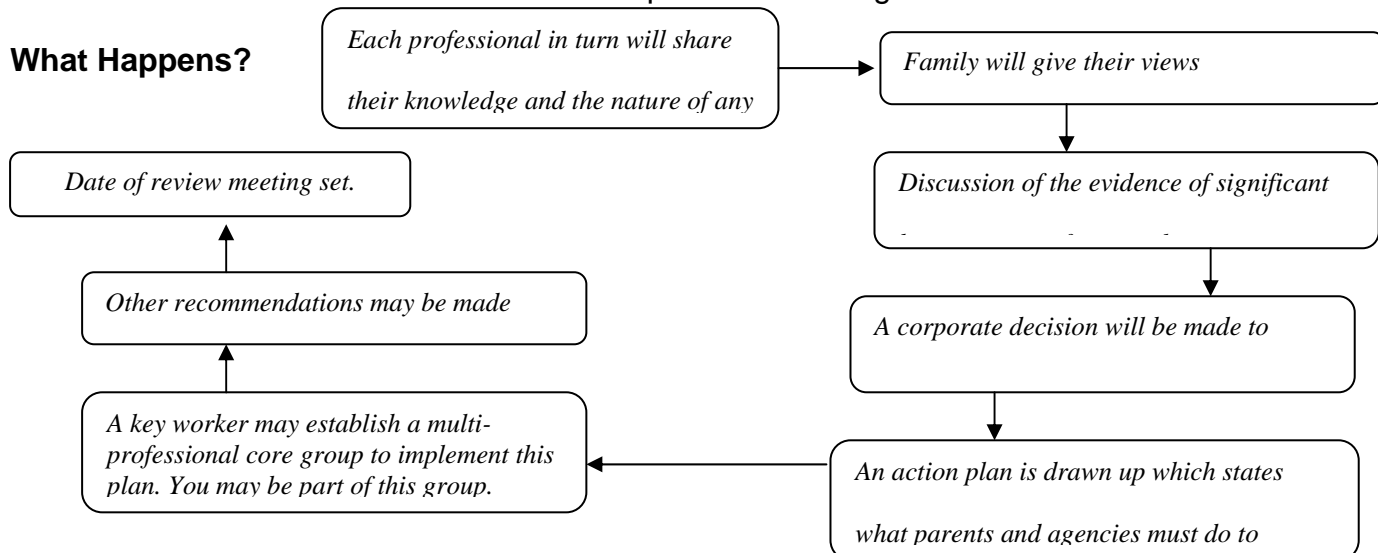 What Happens?
Each professional in turn will share
their knowledge and the nature of any
Family will give their views
Discussion of the evidence of significant
A corporate decision will be made to
An action plan is drawn up which states
what parents and agencies must do to
A key worker may establish a multi-
professional core group to implement this
plan. You may be part of this group.
Other recommendations may be made
Date of review meeting set.